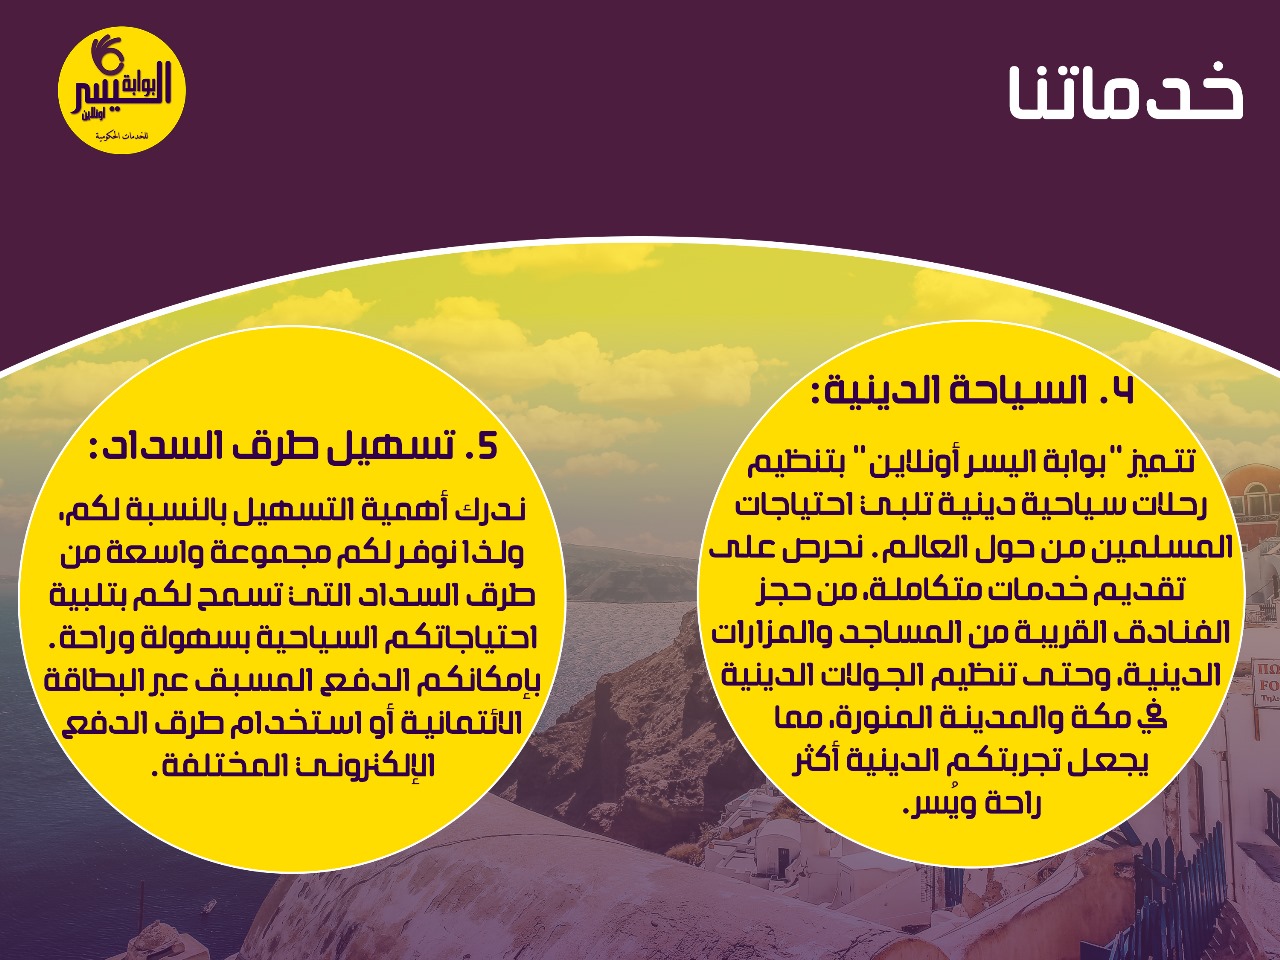 خدماتنا
بوابة
اليسر
اونلاين
للخدمات الحكومية
4. السياحة الدينية:
تتميز "بوابة اليسر أونلاين" بتنظيم
رحلات سياحية دينية تلبي احتياجات
المسلمين من حول العالم. نحرص على
تقديم خدمات متكاملة، من حجز
الفنادق القريبة من المساجد والمزارات
الدينية، وحتى تنظيم الجولات الدينية
في مكة والمدينة المنورة، مما
يجعل تجربتكم الدينية أكثر
راحة ويُسر.
5. تسهيل طرق السداد:
ندرك أهمية التسهيل بالنسبة لكم،
ولذا نوفر لكم مجموعة واسعة من
طرق السداد التي تسمح لكم بتلبية
احتياجاتكم السياحية بسهولة وراحة.
بإمكانكم الدفع المسبق عبر البطاقة
الائتمانية أو استخدام طرق الدفع
الإلكتروني المختلفة.